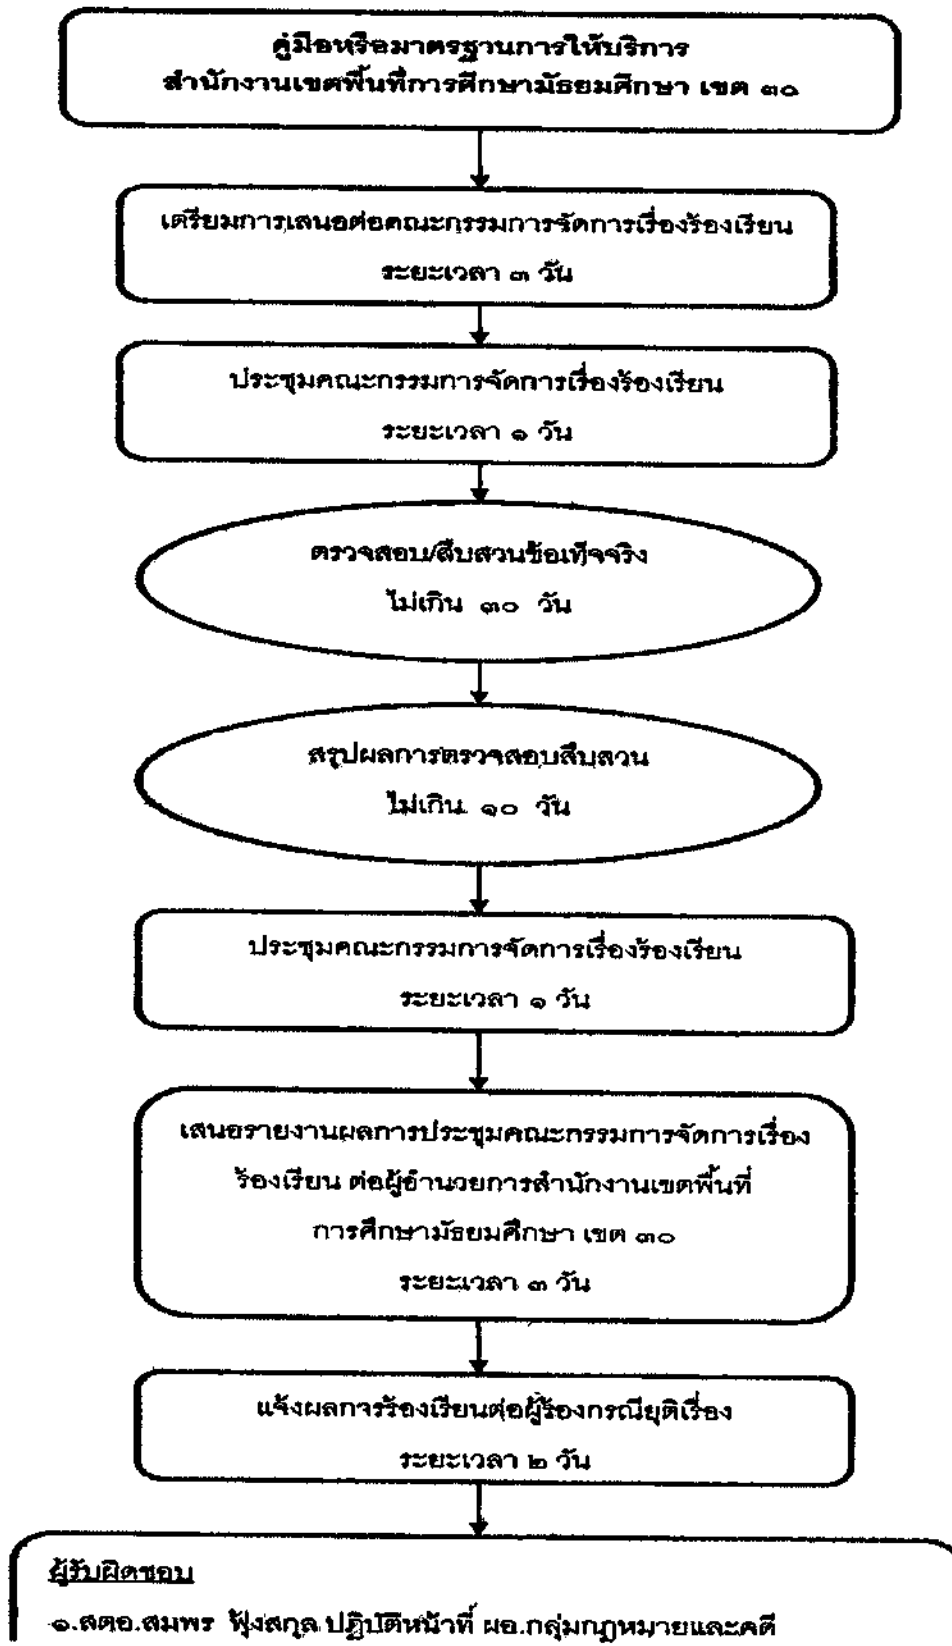 คู่มือหรือมาตรฐานการให้บริการ
สำนักงานเขตพื้นที่การศึกษามัธยมศึกษา เขต ๓๐
เตรียมการเสนอต่อคณะกรรมการจัดการเรื่องร้องเรียน
ระยะเวลา ๓ วัน
ประชุมคณะกรรมการจัดการเรื่องร้องเรียน
ระยะเวลา ๑ วัน
ตรวจสอบ/สืบสวนข้อเท็จจริง
ไม่เกิน ๓๐ วัน
สรุปผลการตรวจสอบสืบสวน
ไม่เกิน ๑๐ วัน
ประชุมคณะกรรมการจัดการเรื่องร้องเรียน
ระยะเวลา ๑ วัน
เสนอรายงานผลการประชุมคณะกรรมการจัดการเรื่อง
ร้องเรียน ต่อผู้อำนวยการสำนักงานเขตพื้นที่
การศึกษามัธยมศึกษา เขต ๓๐
ระยะเวลา ๓ วัน
แจ้งผลการร้องเรียนต่อผู้ร้องกรณียุติเรื่อง
ระยะเวลา ๒ วัน
ผู้รับผิดชอบ
๑.สตอ.สมพร ฟุ้งสกุล ปฏิบัติหน้าที่ ผอ.กลุ่มกฎหมายและคดี